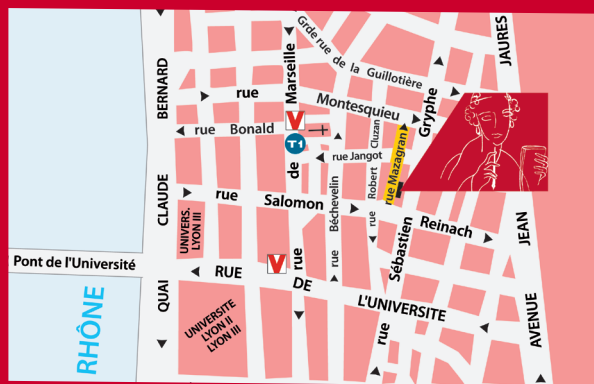 Grde rue de la Guillotière
JAURES
BERNARD
Marseille
rue
Montesquieu
Gryphe
rue Bonald
V
T1
Cluzan
rue Jangot
rue Mazagran
de
CLAUDE
rue Salomon Reinach
Béchevelin
Robert
rue
UNIVERS.
LYON III
Sébastien
JEAN
Pont de l'Université
V
rue
rue
RUE DE L'UNIVERSITE
QUAI
RHÔNE
UNIVERSITE
LYON II
LYON III
rue
AVENUE